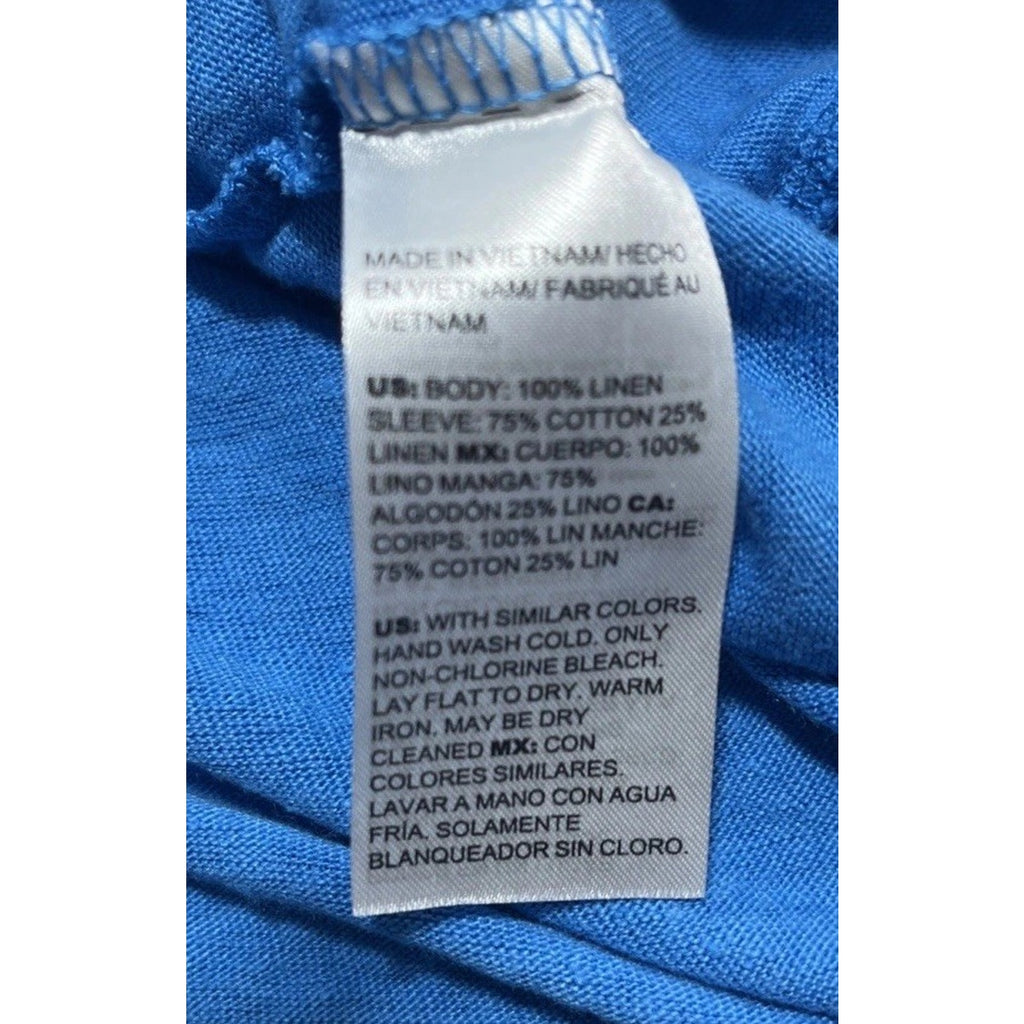 MADE IN VIETNAM/ HECHO
EN VIETNAM/ FABRIQUÉ AU
VIETNAM
US: BODY: 100% LINEN
SLEEVE: 75% COTTON 25%
LINEN MX: CUERPO: 100%
LINO MANGA: 75%
ALGODÓN 25% LINO CA:
CORPS: 100% LIN MANCHE:
75% COTON 25% LIN
US: WITH SIMILAR COLORS.
HAND WASH COLD. ONLY
NON-CHLORINE BLEACH.
LAY FLAT TO DRY. WARM
IRON. MAY BE DRY
CLEANED MX: CON
COLORES SIMILARES.
LAVAR A MANO CON AGUA
FRÍA. SOLAMENTE
BLANQUEADOR SIN CLORO.